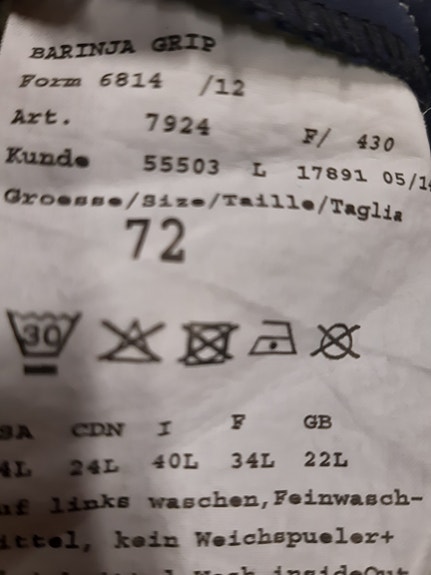 BARINJA GRIP
Form 6814 /12
Art. 7924 F/ 430
Kunde 55503 L 17891 05/1
Groesse/Size/Taille/Taglia
72
30
CDN I F GB
24L 40L 34L 22L
links waschen,Feinwasch-
kein Weichspueler+